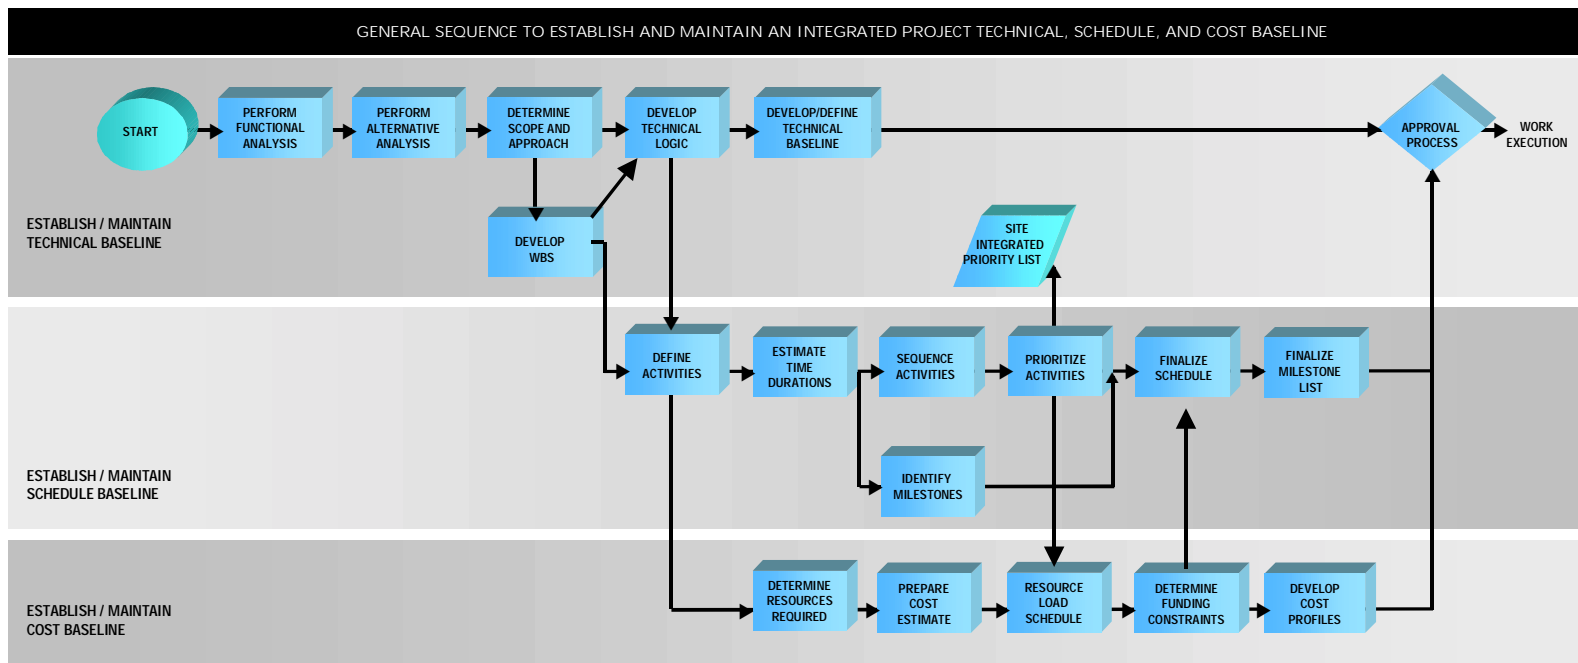 GENERAL SEQUENCE TO ESTABLISH AND MAINTAIN AN INTEGRATED PROJECT TECHNICAL, SCHEDULE, AND COST BASELINE
START
PERFORM
FUNCTIONAL
ANALYSIS
PERFORM
ALTERNATIVE
ANALYSIS
DETERMINE
SCOPE AND
APPROACH
DEVELOP
TECHNICAL
LOGIC
DEVELOP/DEFINE
TECHNICAL
BASELINE
APPROVAL
PROCESS
WORK
EXECUTION
ESTABLISH / MAINTAIN
TECHNICAL BASELINE
DEVELOP
WBS
SITE
INTEGRATED
PRIORITY LIST
DEFINE
ACTIVITIES
ESTIMATE
TIME
DURATIONS
SEQUENCE
ACTIVITIES
PRIORITIZE
ACTIVITIES
FINALIZE
SCHEDULE
FINALIZE
MILESTONE
LIST
ESTABLISH / MAINTAIN
SCHEDULE BASELINE
IDENTIFY
MILESTONES
ESTABLISH / MAINTAIN
COST BASELINE
DETERMINE
RESOURCES
REQUIRED
PREPARE
COST
ESTIMATE
RESOURCE
LOAD
SCHEDULE
DETERMINE
FUNDING
CONSTRAINTS
DEVELOP
COST
PROFILES